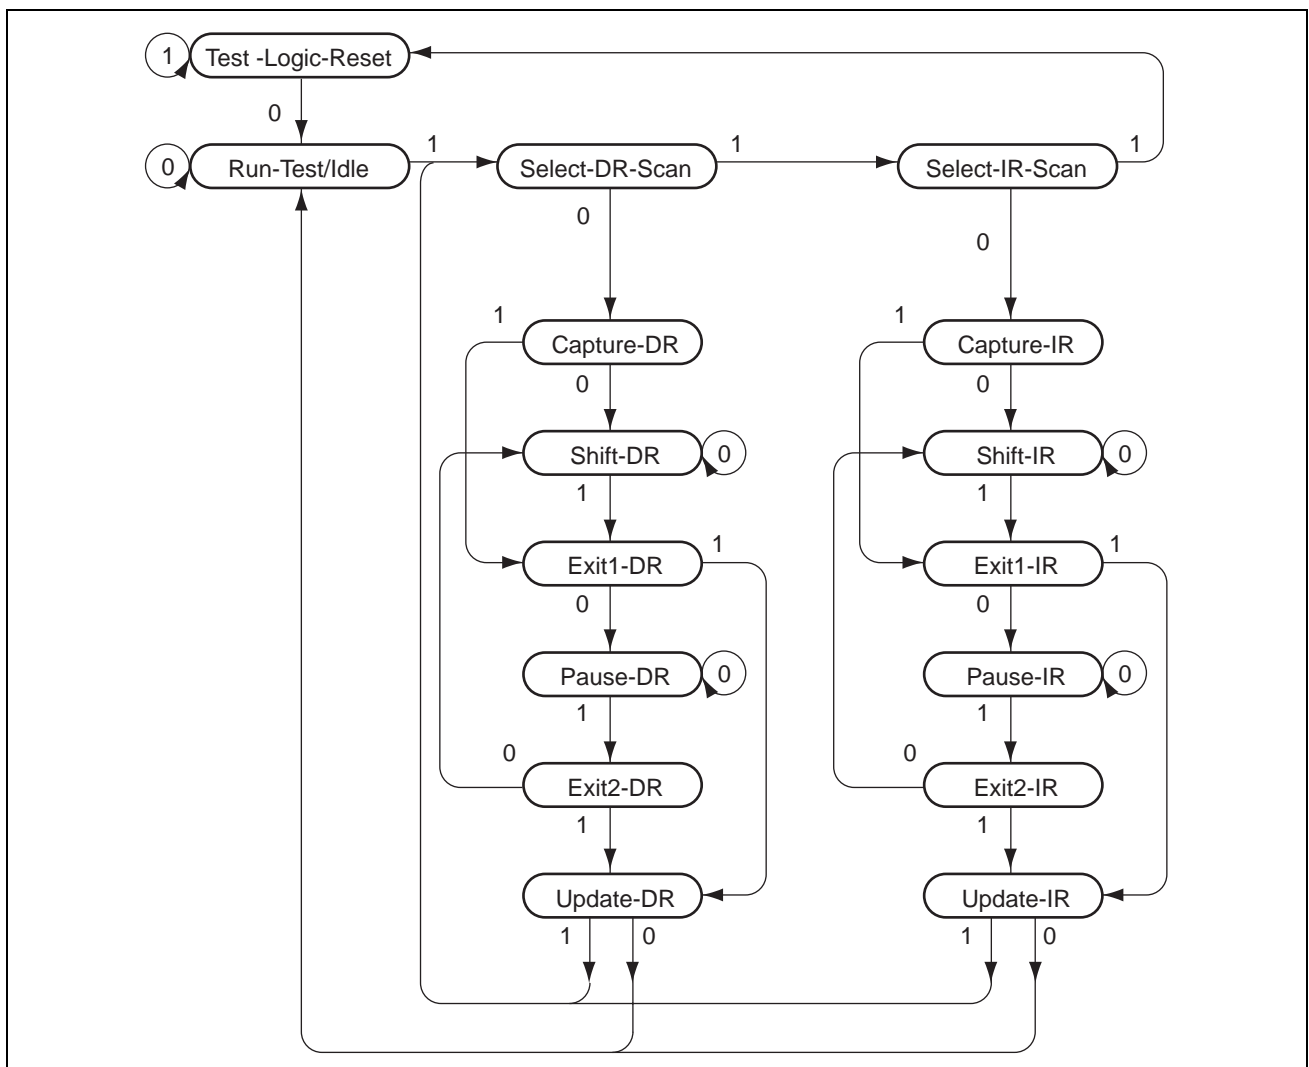 1 Test -Logic-Reset
0
0 Run-Test/Idle 1 Select-DR-Scan 1 Select-IR-Scan 1
0 0
1 1
Capture-DR Capture-IR
0 0
Shift-DR 0 Shift-IR 0
1 1
Exit1-DR 1 Exit1-IR 1
0 0
Pause-DR 0 Pause-IR 0
1 1
0 0
Exit2-DR Exit2-IR
1 1
Update-DR Update-IR
1 0 1 0